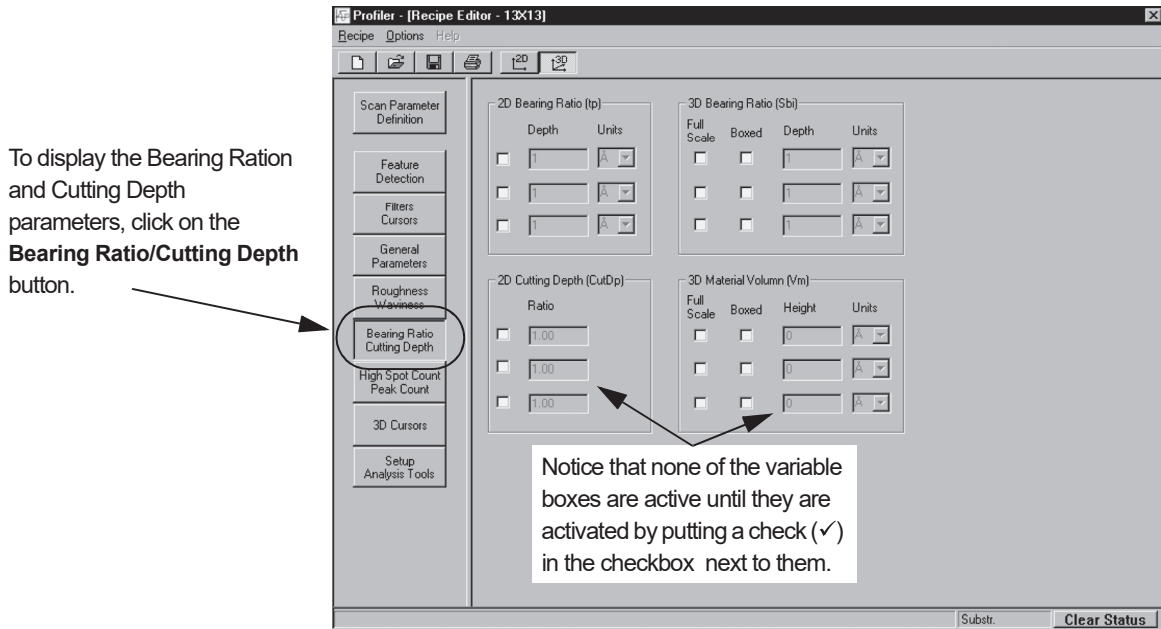 Profiler - [Recipe Editor - 13X13]
Recipe Options Help
2D 3D
To display the Bearing Ration
and Cutting Depth
parameters, click on the
Bearing Ratio/Cutting Depth
button.
Scan Parameter
Definition
Feature
Detection
Filters
Cursors
General
Parameters
Roughness
Waviness
Bearing Ratio
Cutting Depth
High Spot Count
Peak Count
3D Cursors
Setup
Analysis Tools
2D Bearing Ratio (tp)
Depth Units
1 Å
1 Å
1 Å
3D Bearing Ratio (Sbi)
Full
Scale Boxed Depth Units
1 Å
1 Å
1 Å
2D Cutting Depth (CutDp)
Ratio
1.00
1.00
1.00
3D Material Volumn (Vm)
Full
Scale Boxed Height Units
0 Å
0 Å
0 Å
Notice that none of the variable
boxes are active until they are
activated by putting a check (✓)
in the checkbox next to them.
Substr. Clear Status